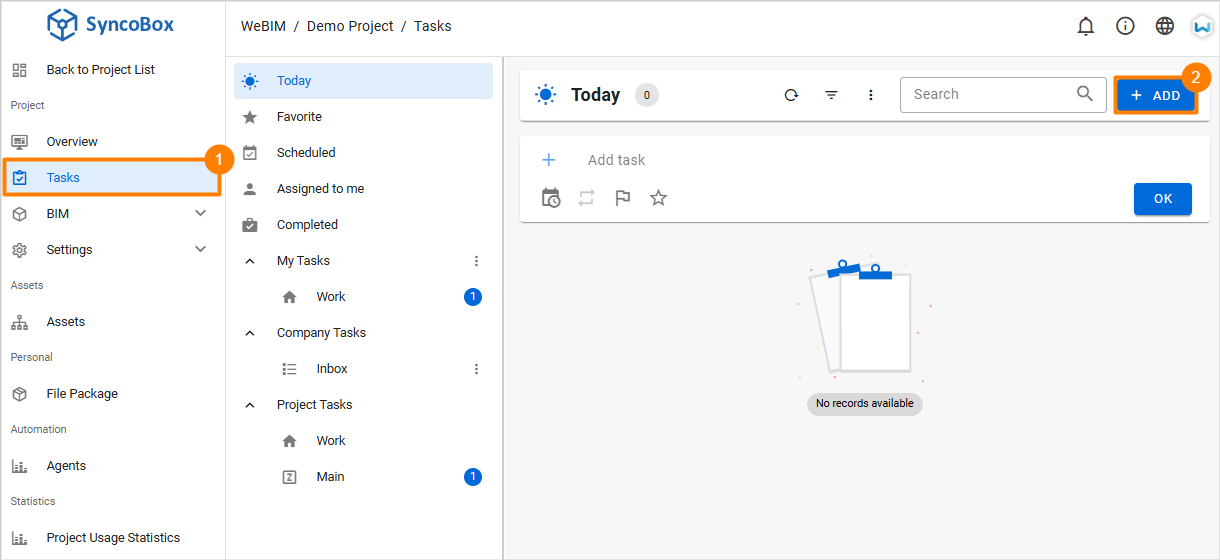 SyncoBox
WeBIM / Demo Project / Tasks
Back to Project List
Project
Overview
Tasks
1
BIM
Settings
Assets
Assets
Personal
File Package
Automation
Agents
Statistics
Project Usage Statistics
Today
Favorite
Scheduled
Assigned to me
Completed
My Tasks
Work 1
Company Tasks
Inbox
Project Tasks
Work
Main 1
Today 0
Search
+ ADD
2
+ Add task
OK
No records available